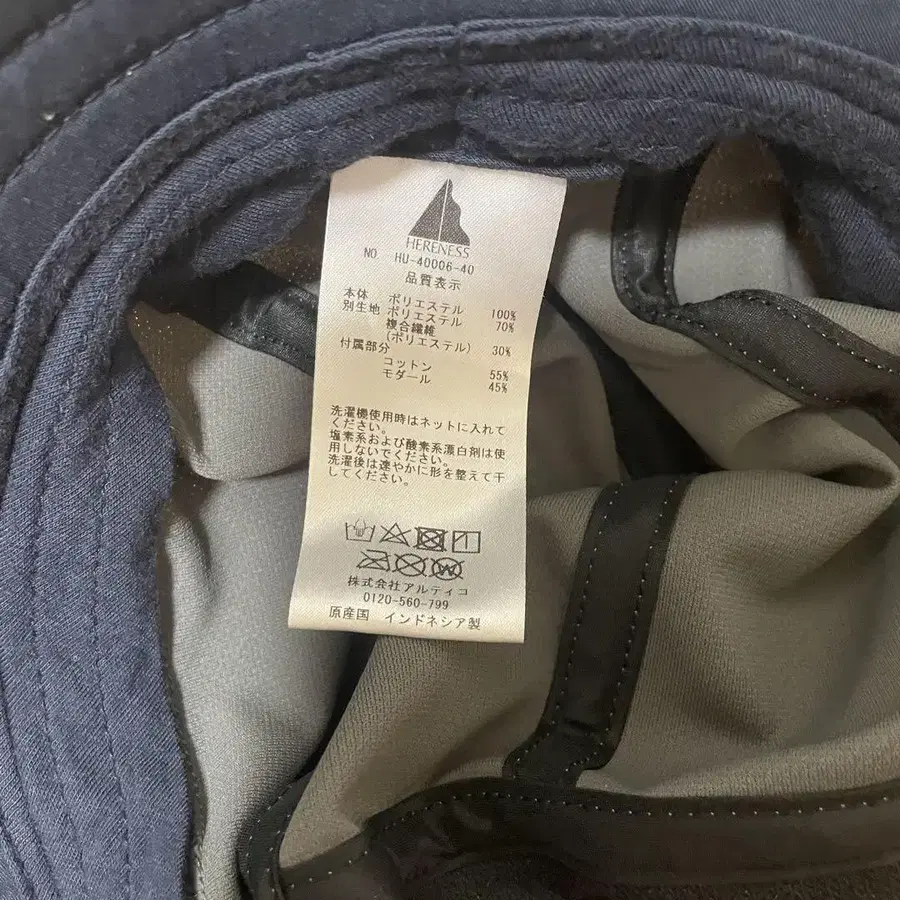 HERENESS
NO HU-40006-40
品質表示
本体 ポリエステル 100%
別生地 ポリエステル 70%
複合繊維
(ポリエステル) 30%
付属部分
コットン 55%
モダール 45%
洗濯機使用時はネットに入れて
ください。
塩素系および酸素系漂白剤は使
用しないでください。
洗濯後は速やかに形を整えて干
してください。
株式会社アルティコ
0120-560-799
原産国 インドネシア製